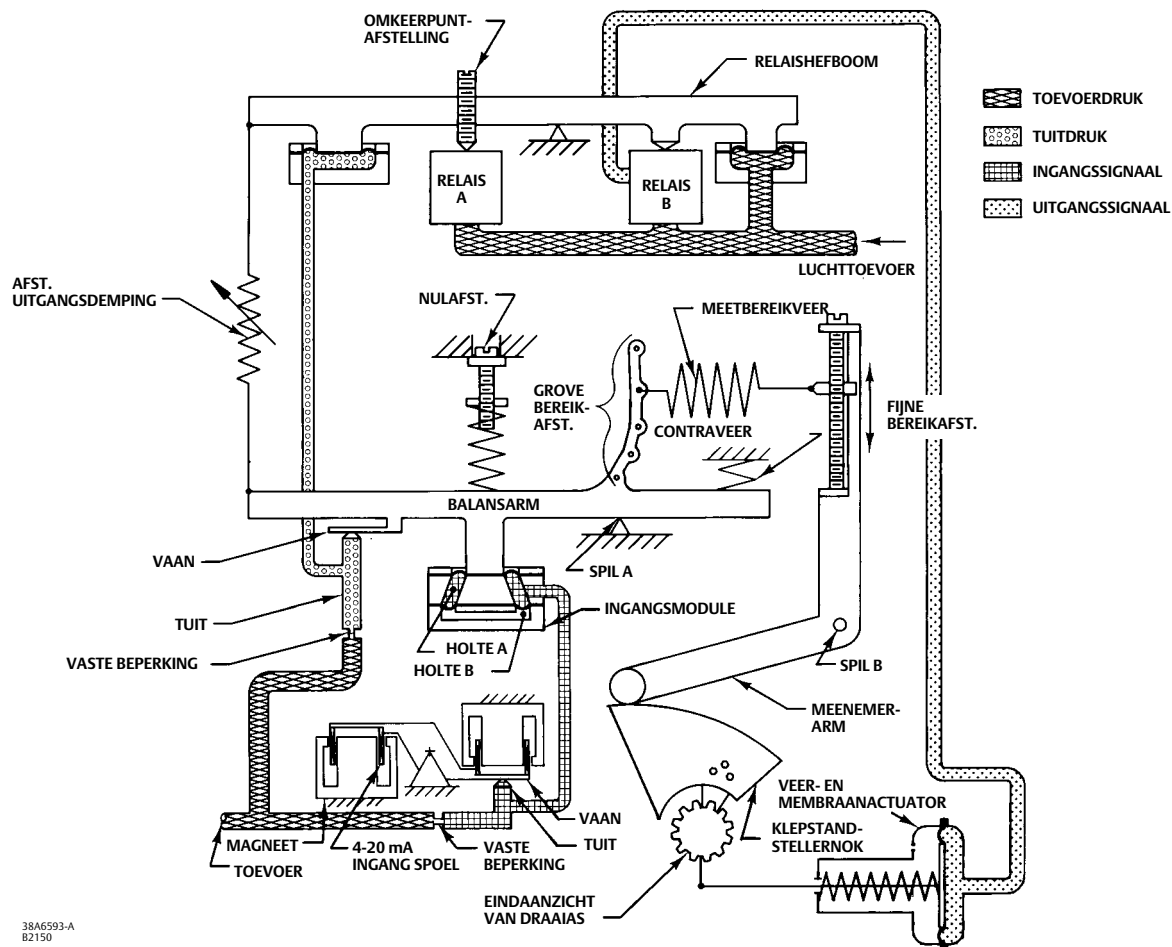 OMKEERPUNT-
AFSTELLING
RELAISHEFBOOM
TOEVOERDRUK
TUITDRUK
INGANGSSIGNAAL
UITGANGSSIGNAAL
RELAIS
A
RELAIS
B
LUCHTTOEVOER
AFST.
UITGANGSDEMPING
NULAFST.
MEETBEREIKVEER
GROVE
BEREIK-
AFST.
CONTRAVEER
FIJNE
BEREIKAFST.
BALANSARM
VAAN
SPIL A
TUIT
INGANGSMODULE
HOLTE A
HOLTE B
VASTE BEPERKING
SPIL B
MEENEMER-
ARM
VEER- EN
MEMBRAANACTUATOR
VAAN
KLEPSTAND-
STELLERNOK
MAGNEET
4-20 mA
INGANG SPOEL
VASTE
BEPERKING
TUIT
TOEVOER
EINDAANZICHT
VAN DRAAIAS
38A6593-A
B2150